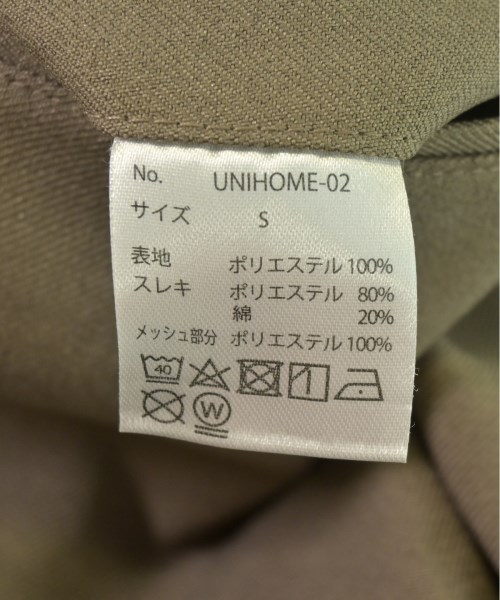 No. UNIHOME-02
サイズ S
表地 ポリエステル100%
スレキ ポリエステル 80%
綿 20%
メッシュ部分 ポリエステル100%
40
W